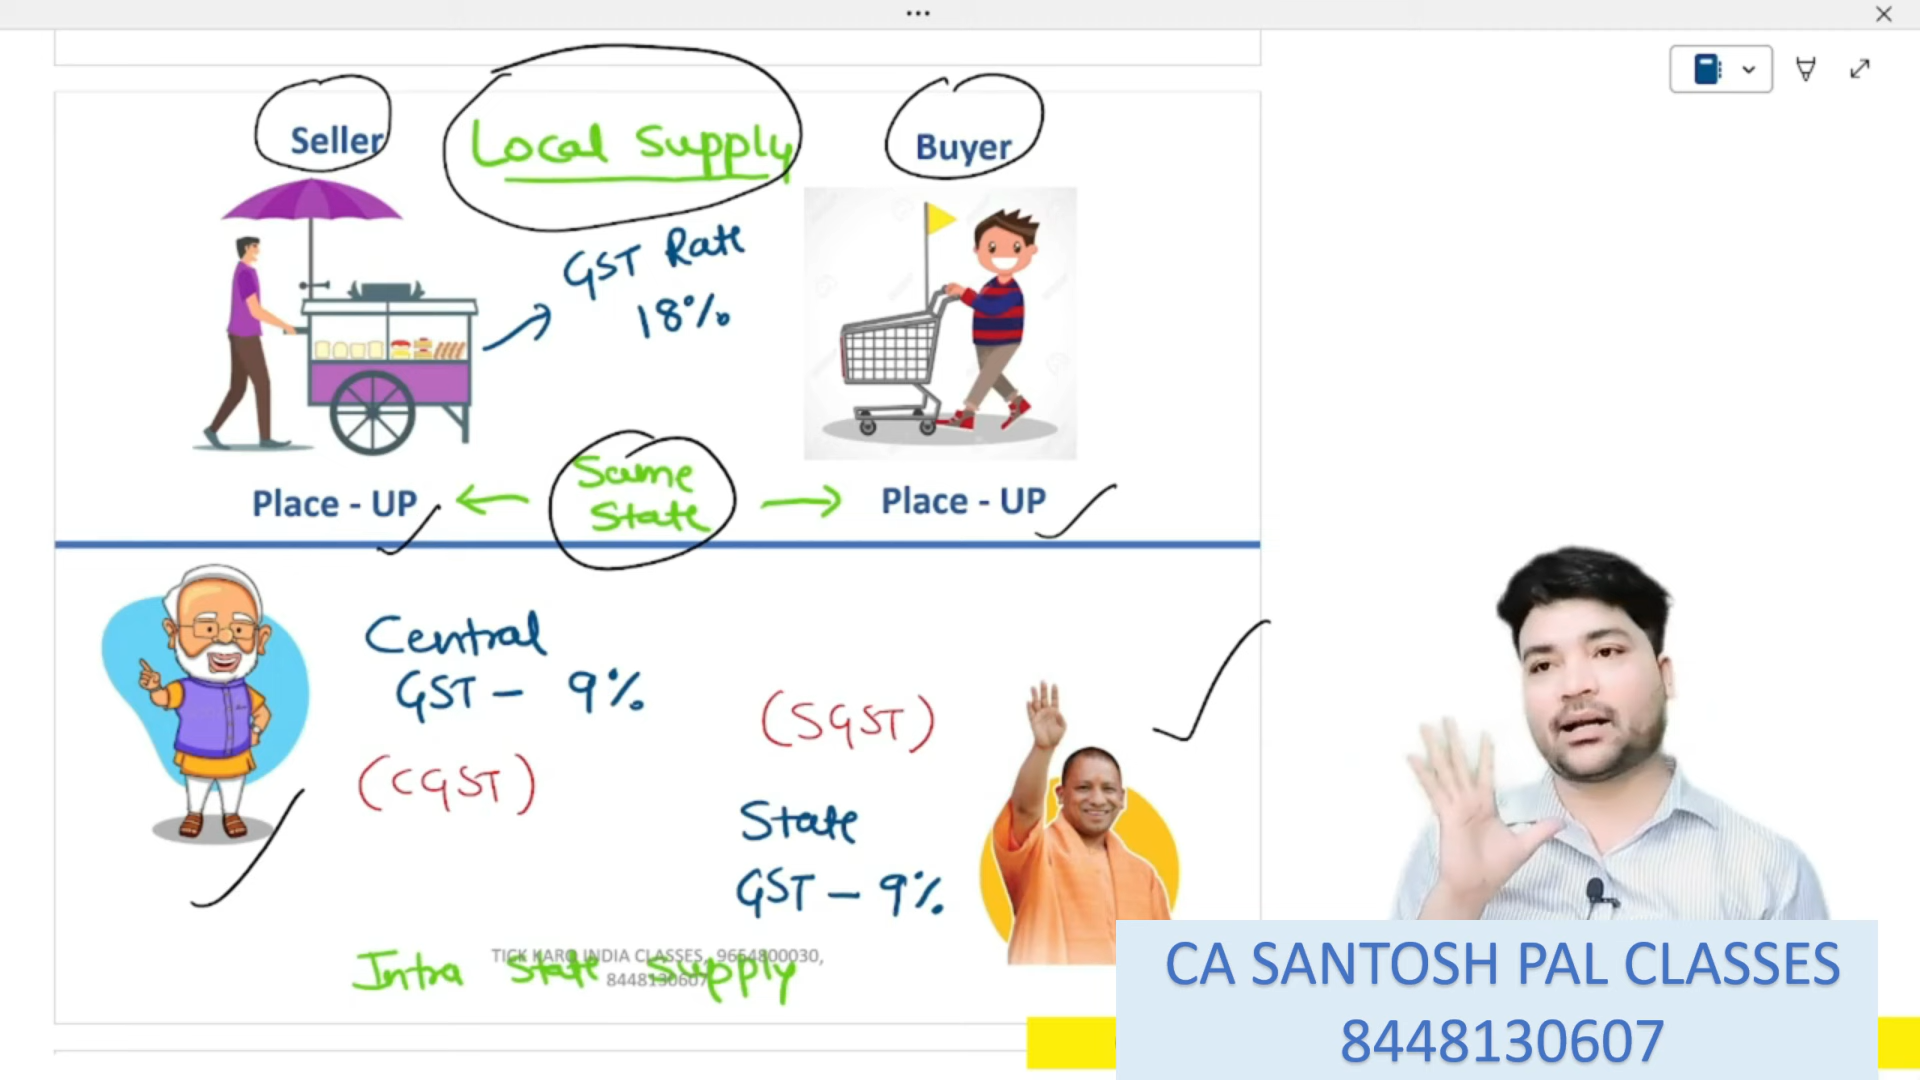 Seller
Local Supply
Buyer
GST Rate
18%
Same
State
Place - UP
Place - UP
Central
GST - 9%
(CGST)
(SGST)
State
GST - 9%
TICK KARO INDIA CLASSES, 9654800030,
8448130607
Intra State Supply
CA SANTOSH PAL CLASSES
8448130607